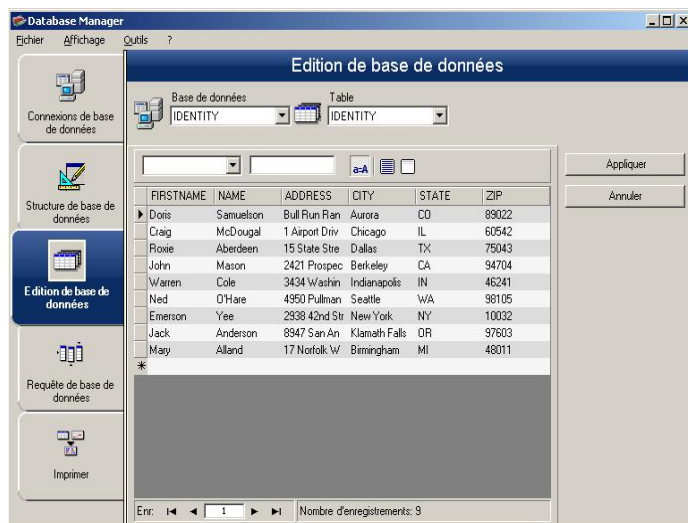 Database Manager
Fichier Affichage Outils ?
Edition de base de données
Connexions de base
de données
Structure de base de
données
Edition de base de
données
Requête de base de
données
Imprimer
Base de données
IDENTITY
Table
IDENTITY
a=A
Appliquer
Annuler
FIRSTNAME NAME ADDRESS CITY STATE ZIP
Doris Samuelson Bull Run Ran Aurora CO 89022
Craig McDougal 1 Airport Driv Chicago IL 60542
Roxie Aberdeen 15 State Stre Dallas TX 75043
John Mason 2421 Prospec Berkeley CA 94704
Warren Cole 3434 Washin Indianapolis IN 46241
Ned O'Hare 4950 Pullman Seattle WA 98105
Emerson Yee 2938 42nd Str New York NY 10032
Jack Anderson 8947 San An Klamath Falls OR 97603
Mary Alland 17 Norfolk W Birmingham MI 48011
Enr: 1 Nombre d'enregistrements: 9